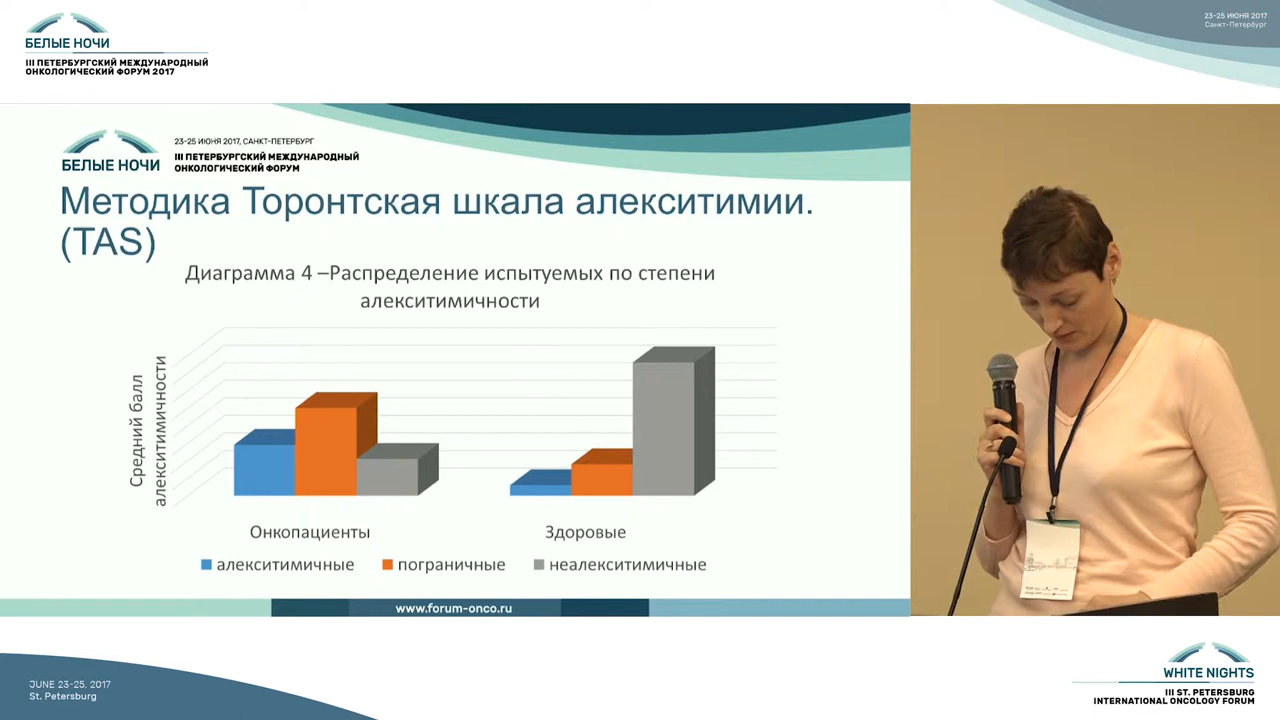 БЕЛЫЕ НОЧИ
III ПЕТЕРБУРГСКИЙ МЕЖДУНАРОДНЫЙ
ОНКОЛОГИЧЕСКИЙ ФОРУМ 2017
23-25 ИЮНЯ 2017
Санкт-Петербург
БЕЛЫЕ НОЧИ
23-25 ИЮНЯ 2017, САНКТ-ПЕТЕРБУРГ
III ПЕТЕРБУРГСКИЙ МЕЖДУНАРОДНЫЙ
ОНКОЛОГИЧЕСКИЙ ФОРУМ
Методика Торонтская шкала алекситимии.
(TAS)
Диаграмма 4 –Распределение испытуемых по степени
алекситимичности
Средний балл
алекситимичности
Онкопациенты
Здоровые
алекситимичные
пограничные
неалекситимичные
www.forum-onco.ru
JUNE 23-25, 2017
St. Petersburg
WHITE NIGHTS
III ST. PETERSBURG
INTERNATIONAL ONCOLOGY FORUM